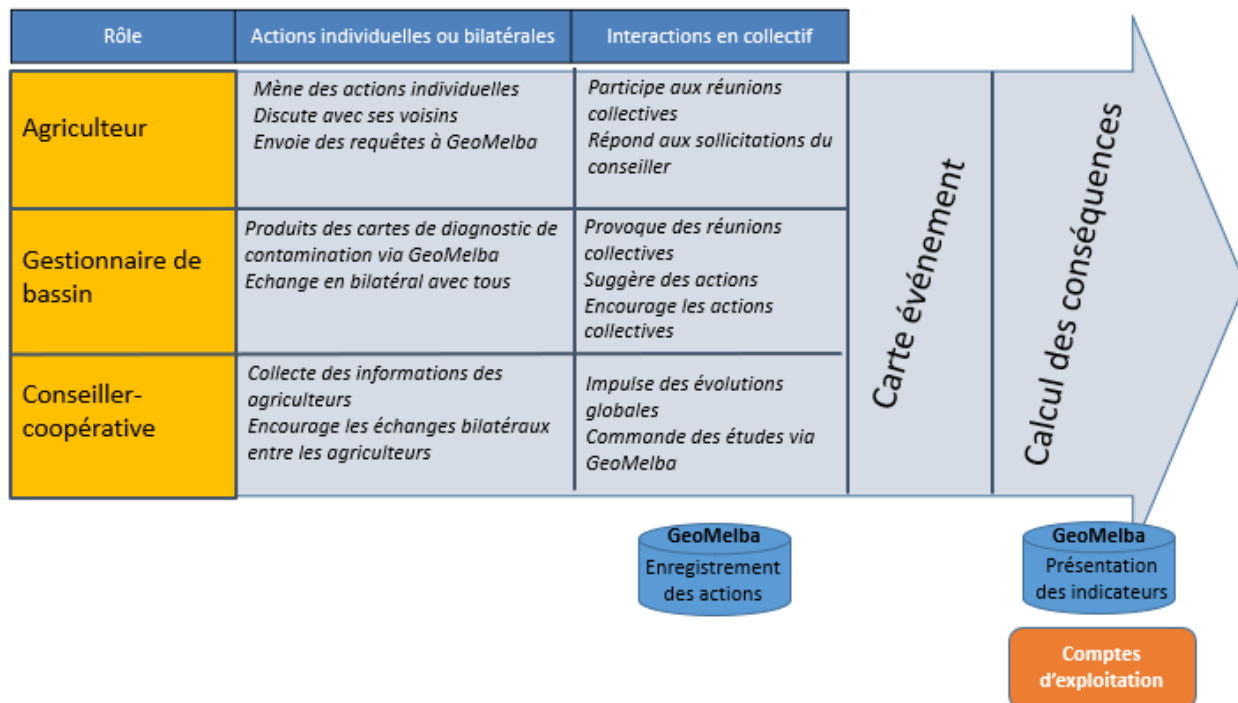 Rôle
Actions individuelles ou bilatérales
Interactions en collectif
Agriculteur
Mène des actions individuelles
Discute avec ses voisins
Envoie des requêtes à GeoMelba
Participe aux réunions
collectives
Répond aux sollicitations du
conseiller
Gestionnaire de
bassin
Produits des cartes de diagnostic de
contamination via GeoMelba
Echange en bilatéral avec tous
Provoque des réunions
collectives
Suggère des actions
Encourage les actions
collectives
Conseiller-
coopérative
Collecte des informations des
agriculteurs
Encourage les échanges bilatéraux
entre les agriculteurs
Impulse des évolutions
globales
Commande des études via
GeoMelba
Carte événement
Calcul des conséquences
GeoMelba
Enregistrement
des actions
GeoMelba
Présentation
des indicateurs
Comptes
d'exploitation